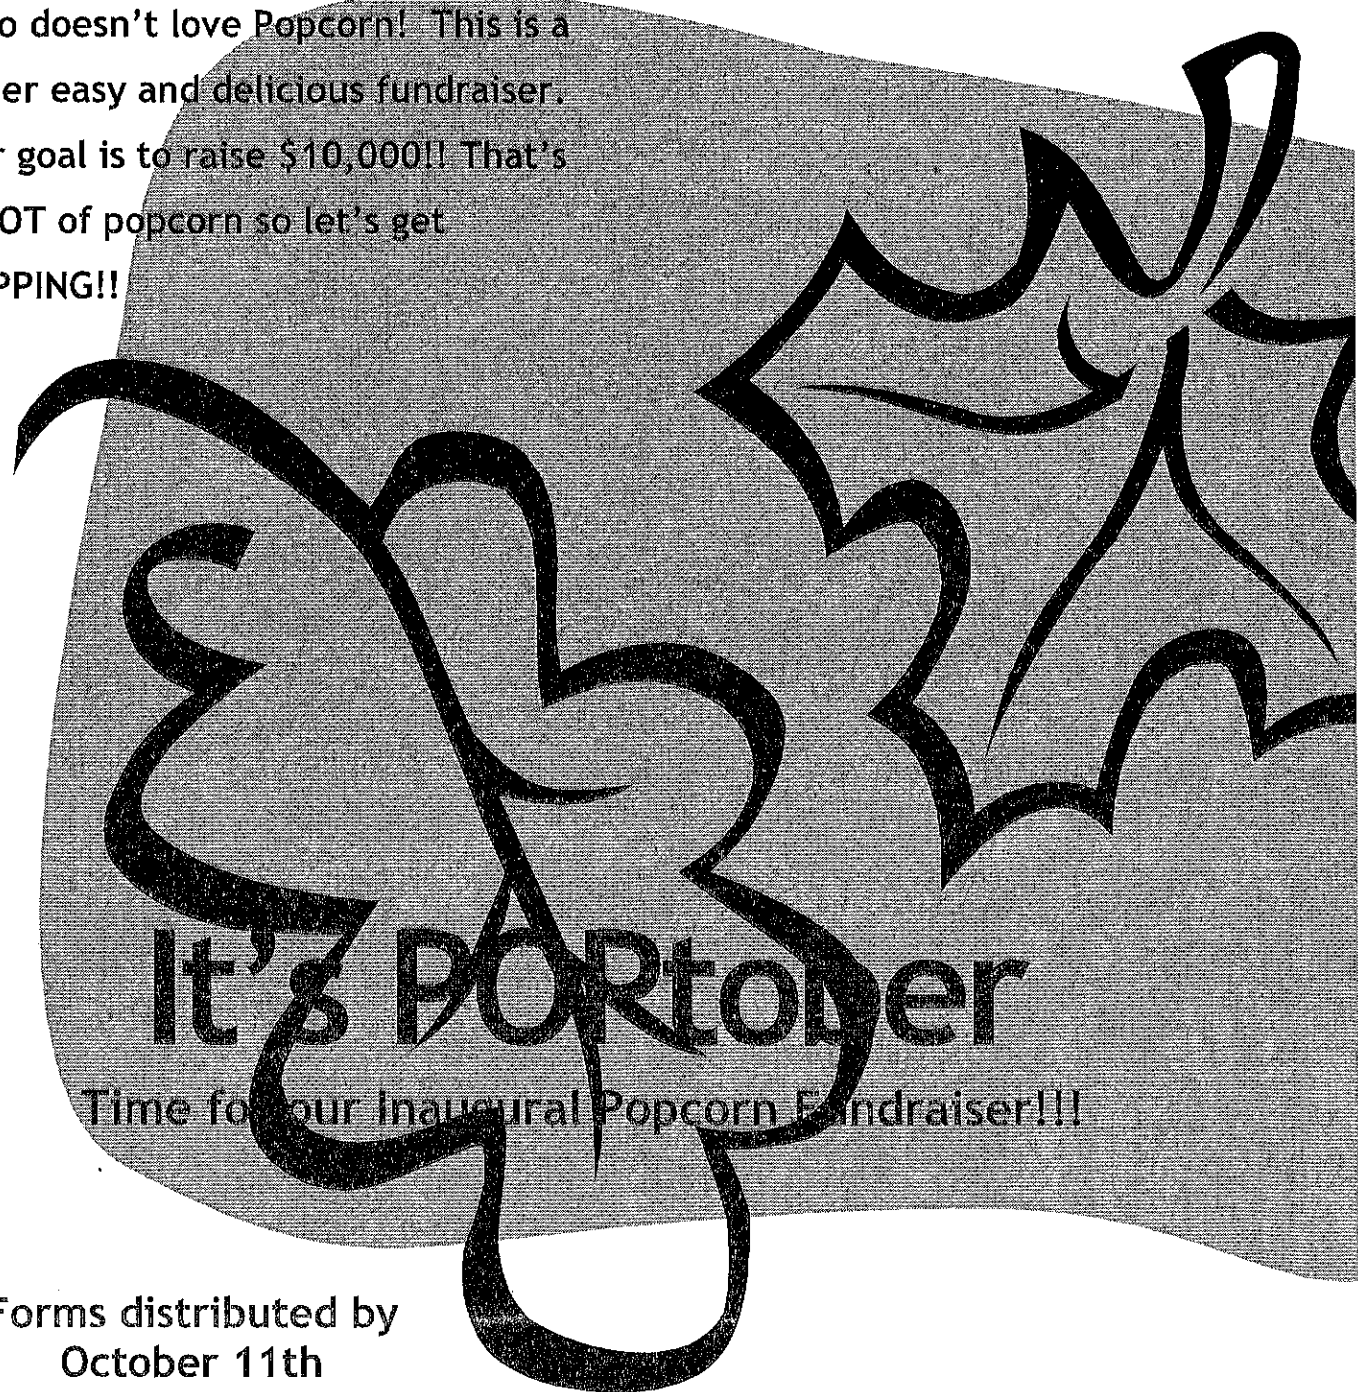 o doesn't love Popcorn! This is a
er easy and delicious fundraiser.
r goal is to raise $10,000!! That's
OT of popcorn so let's get
PPING!!
It's PORtober
Time for our Inaugural Popcorn Fundraiser!!!
Forms distributed by
October 11th